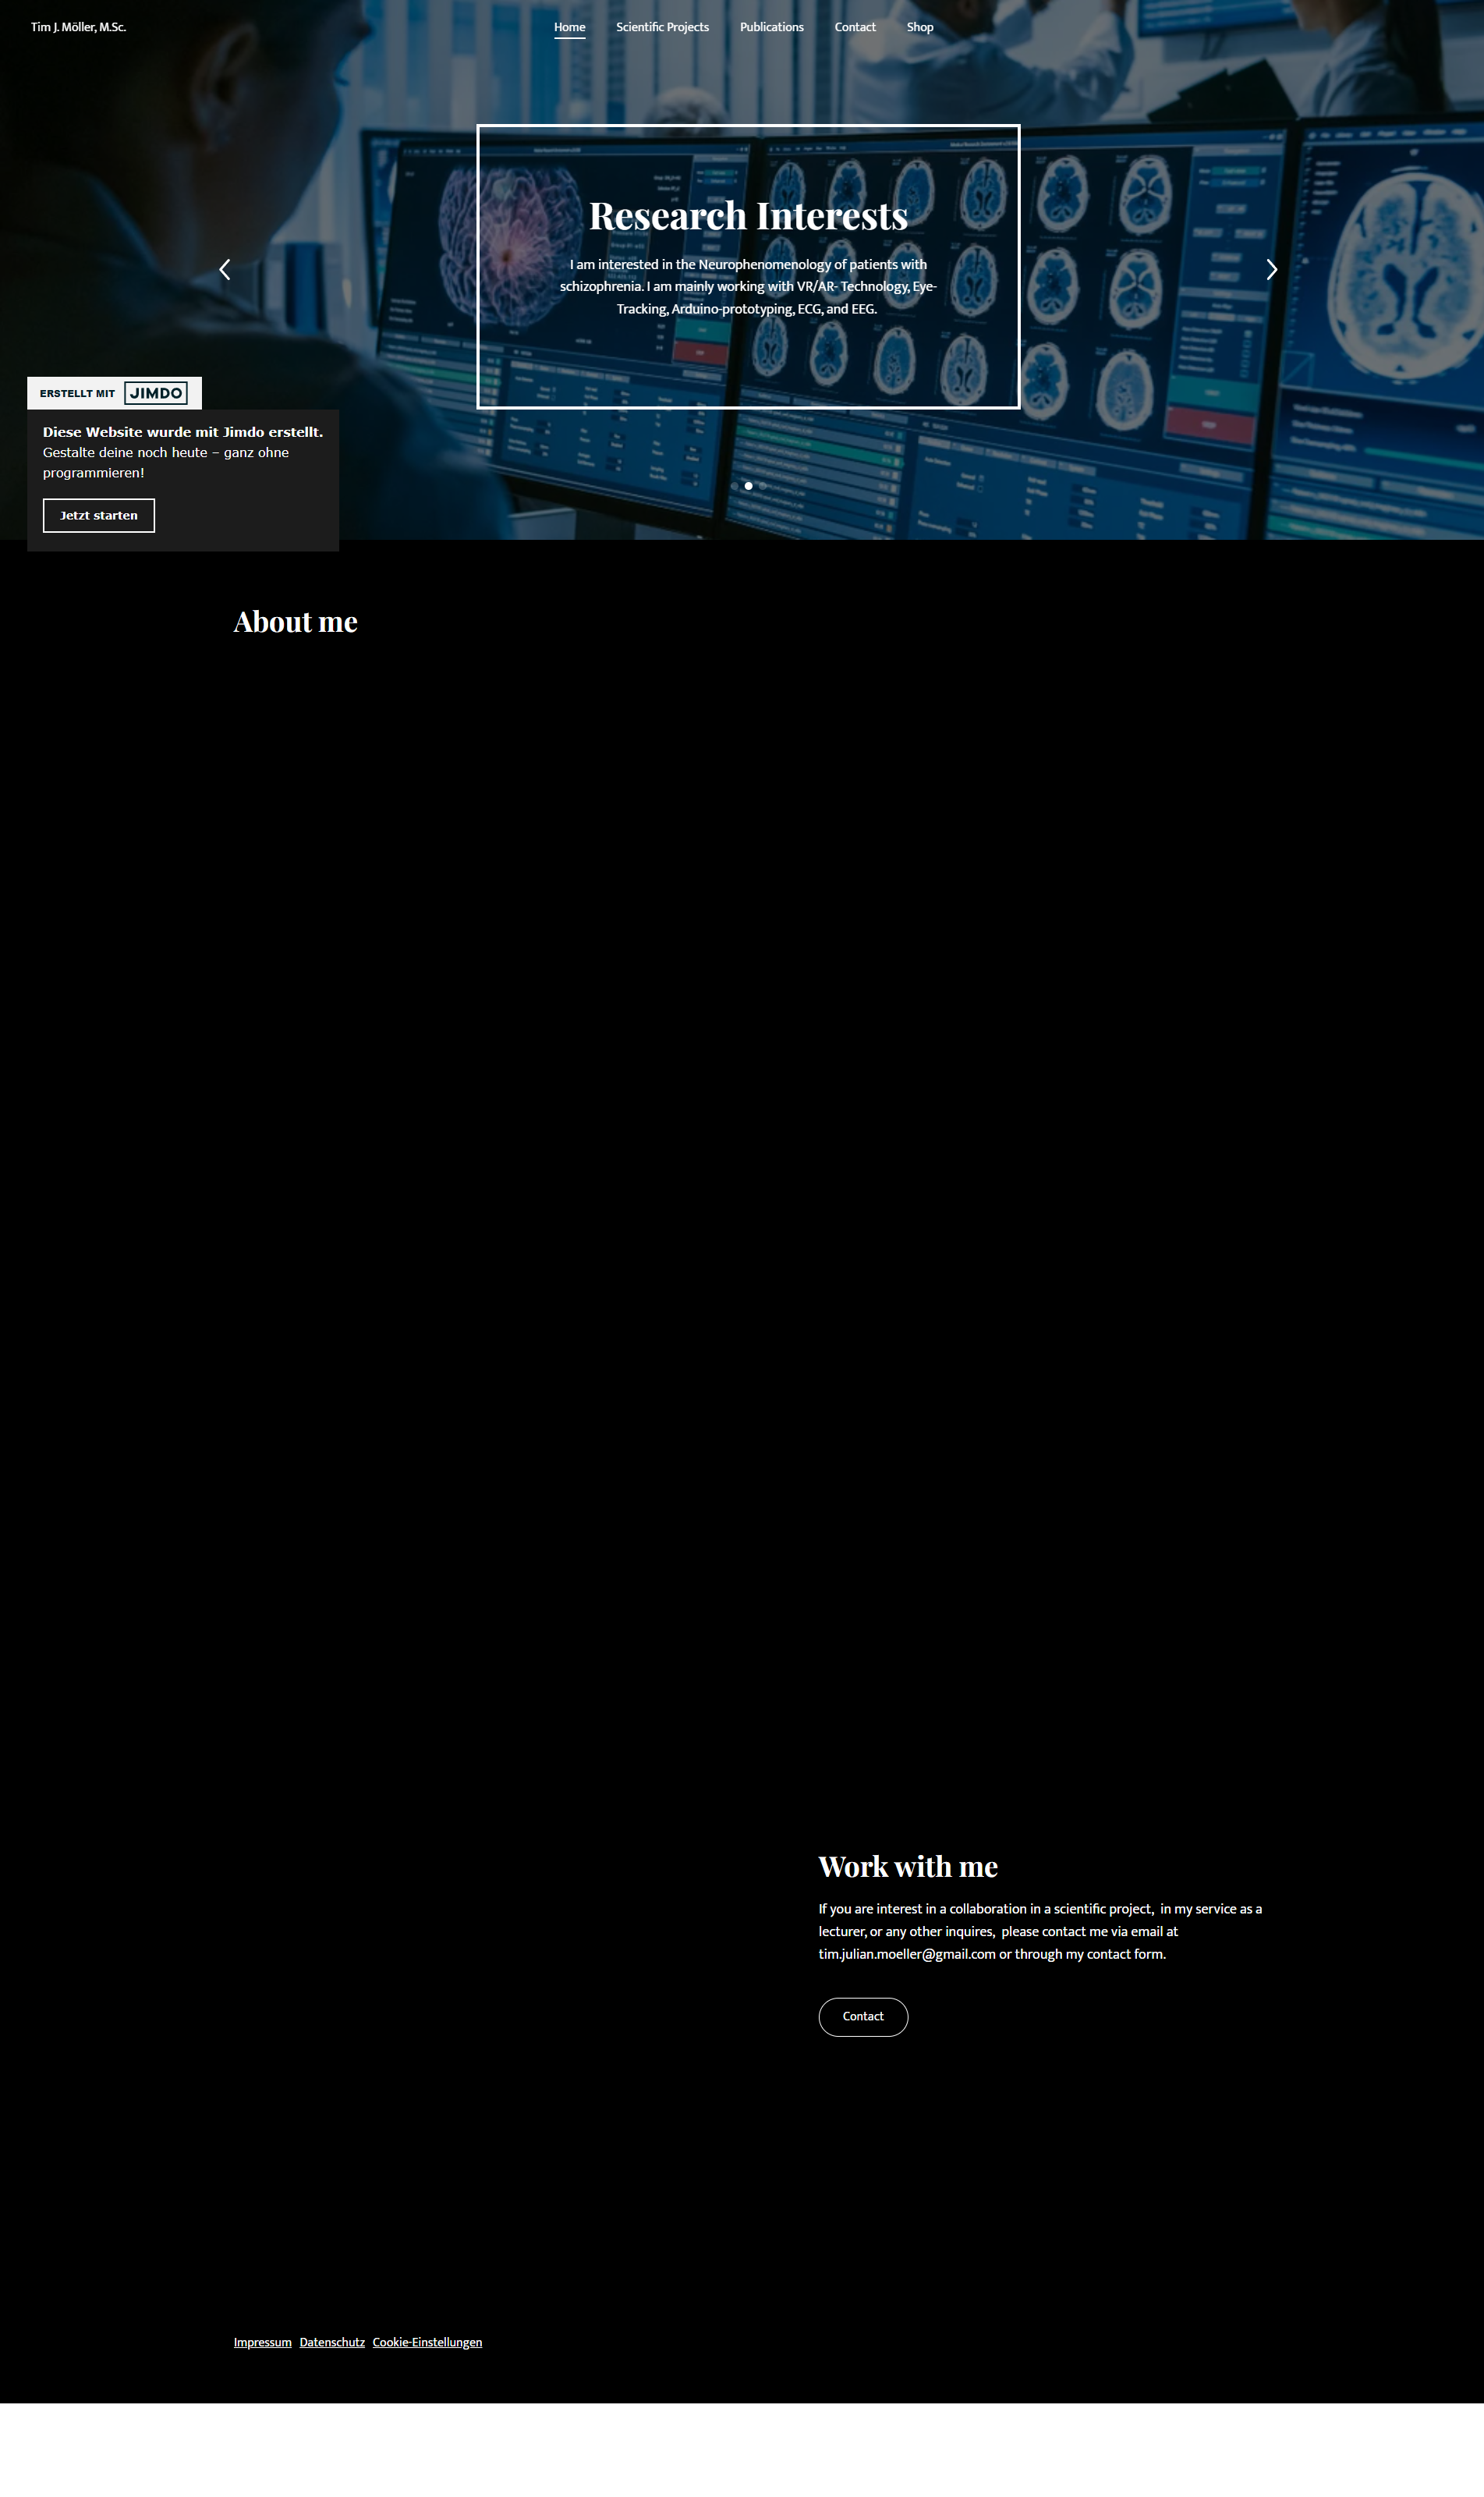 Tim J. Möller, M.Sc.
Home
Scientific Projects
Publications
Contact
Shop
Research Interests
I am interested in the Neurophenomenology of patients with
schizophrenia. I am mainly working with VR/AR- Technology, Eye-
Tracking, Arduino-prototyping, ECG, and EEG.
ERSTELLT MIT JIMDO
Diese Website wurde mit Jimdo erstellt.
Gestalte deine noch heute – ganz ohne
programmieren!
Jetzt starten
About me
Work with me
If you are interest in a collaboration in a scientific project,  in my service as a
lecturer, or any other inquires,  please contact me via email at
tim.julian.moeller@gmail.com or through my contact form.
Contact
Impressum Datenschutz Cookie-Einstellungen